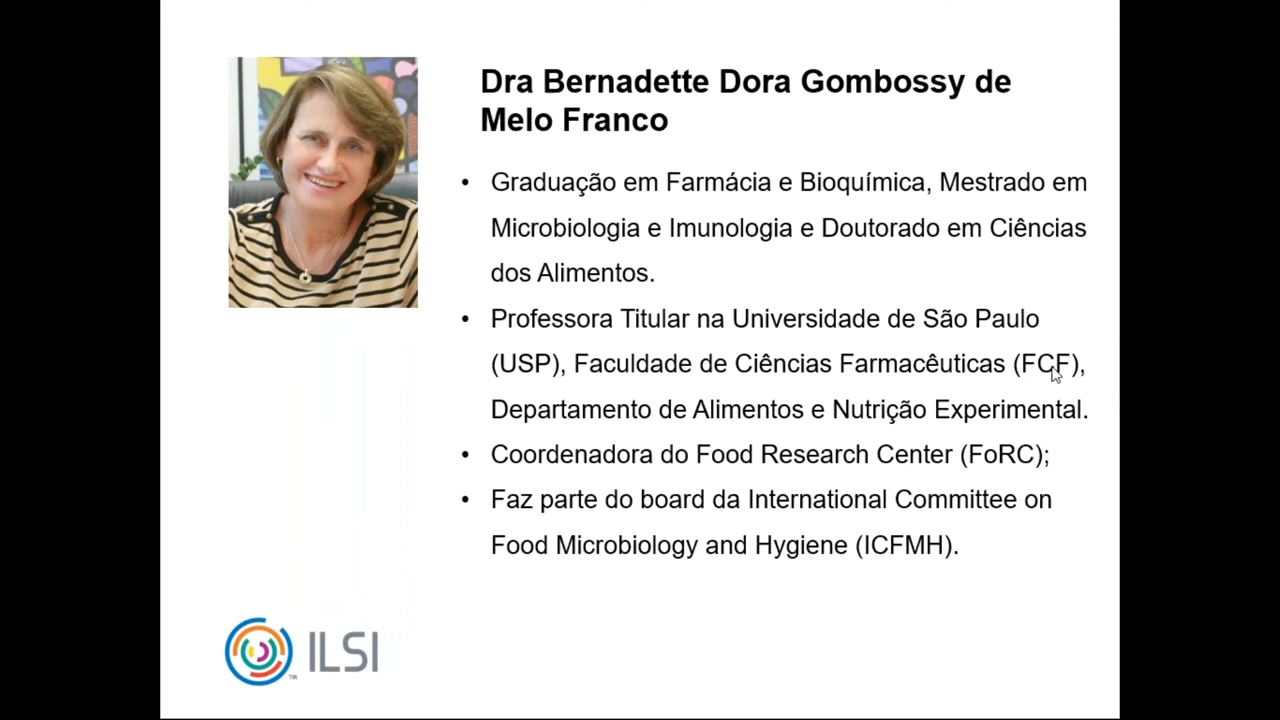 Dra Bernadette Dora Gombossy de
Melo Franco
• Graduação em Farmácia e Bioquímica, Mestrado em
Microbiologia e Imunologia e Doutorado em Ciências
dos Alimentos.
• Professora Titular na Universidade de São Paulo
(USP), Faculdade de Ciências Farmacêuticas (FCF),
Departamento de Alimentos e Nutrição Experimental.
• Coordenadora do Food Research Center (FoRC);
• Faz parte do board da International Committee on
Food Microbiology and Hygiene (ICFMH).
ILSI
™